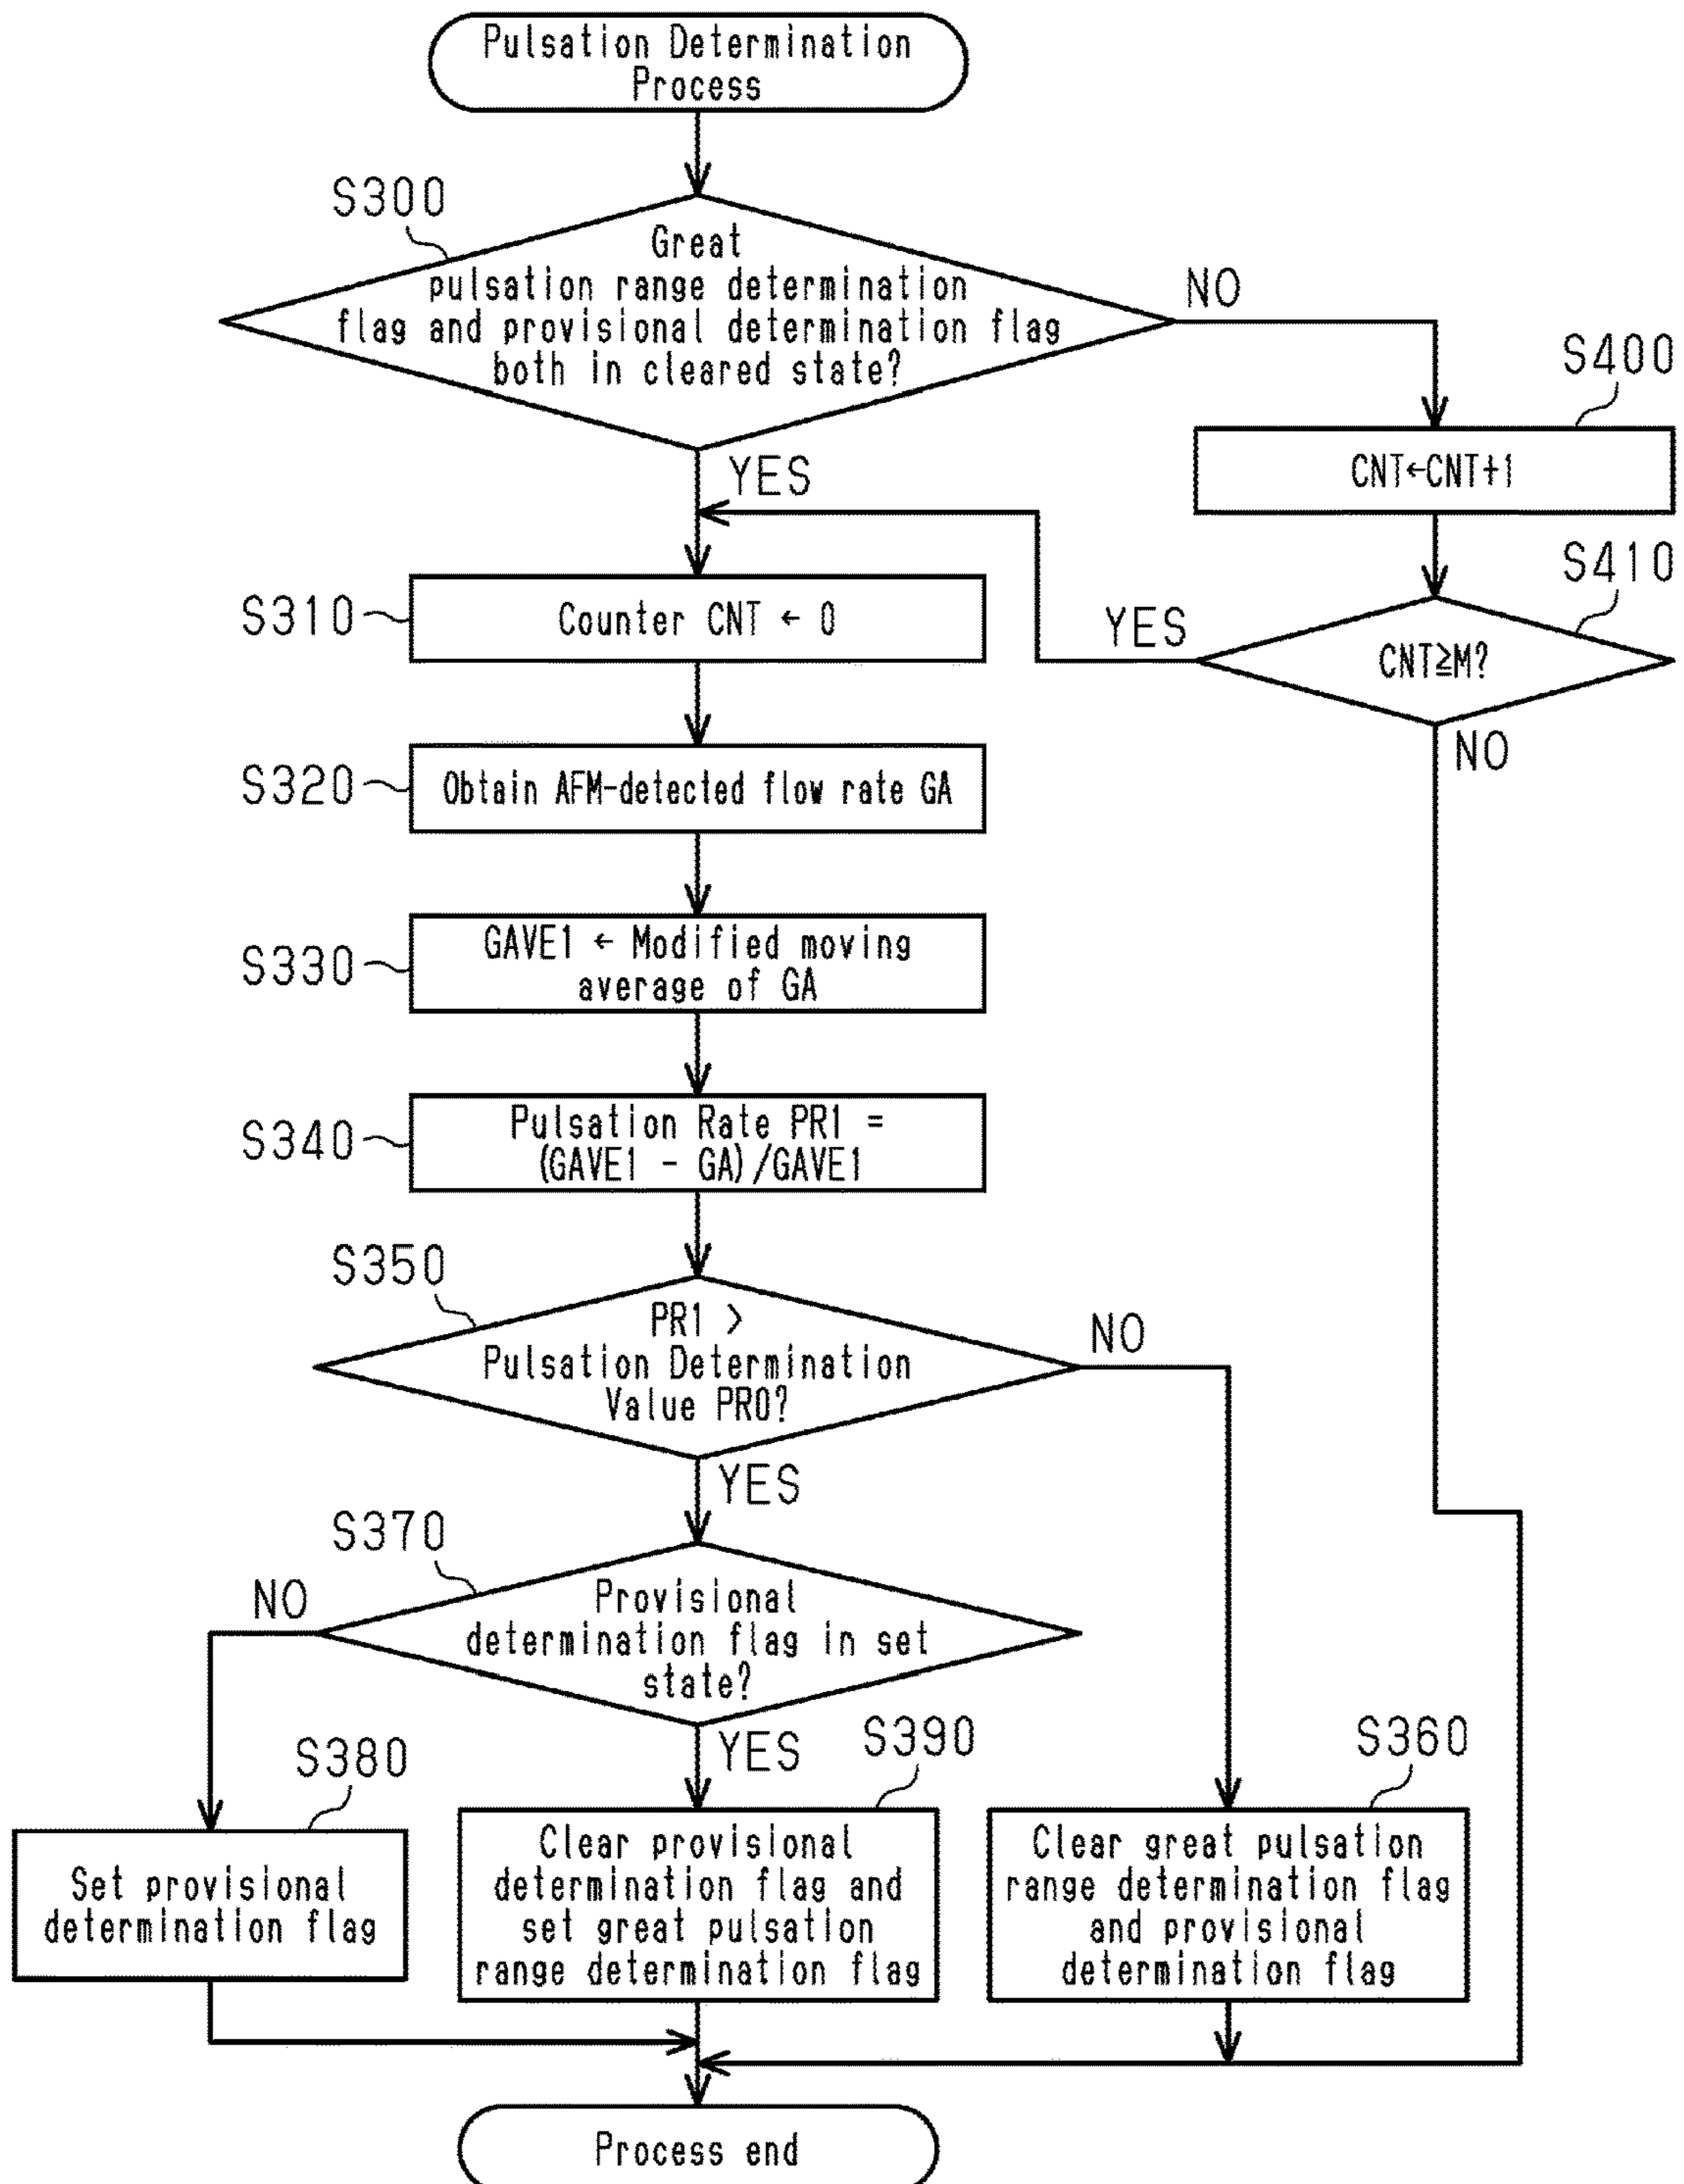 Pulsation Determination
Process
S300
Great
pulsation range determination
flag and provisional determination flag
both in cleared state?
NO
YES
S400
CNT←CNT+1
S410
CNT≧M?
YES
NO
S310
Counter CNT ← 0
S320
Obtain AFM-detected flow rate GA
S330
GAVE1 ← Modified moving
average of GA
S340
Pulsation Rate PR1 =
(GAVE1 - GA)/GAVE1
S350
PR1 >
Pulsation Determination
Value PR0?
NO
YES
S370
Provisional
determination flag in set
state?
NO
YES
S380
Set provisional
determination flag
S390
Clear provisional
determination flag and
set great pulsation
range determination flag
S360
Clear great pulsation
range determination flag
and provisional
determination flag
Process end